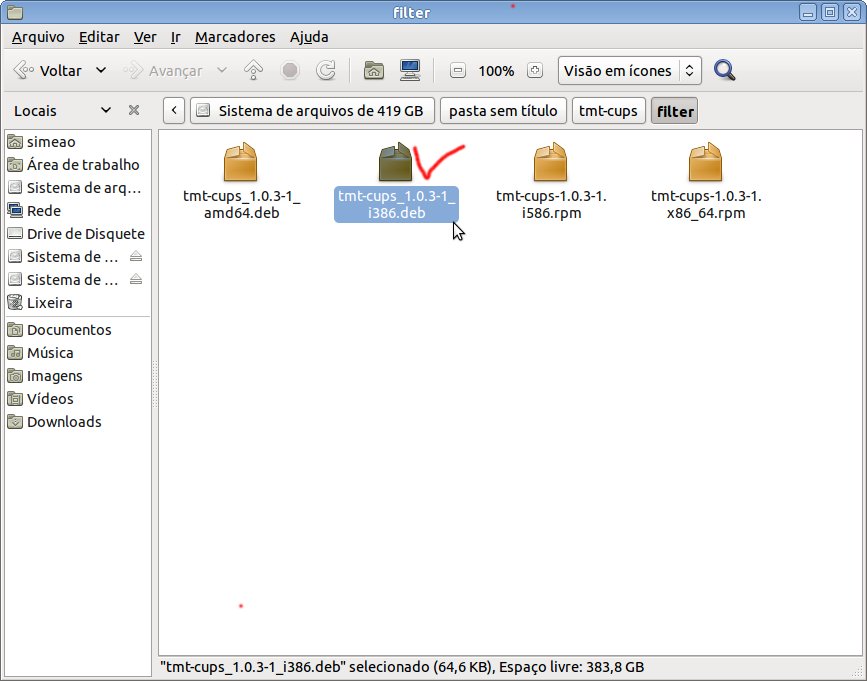 filter
Arquivo Editar Ver Ir Marcadores Ajuda
Voltar Avançar 100% Visão em ícones
Locais Sistema de arquivos de 419 GB pasta sem título tmt-cups filter
simeao
Área de trabalho
Sistema de arq...
Rede
Drive de Disquete
Sistema de ...
Sistema de ...
Lixeira
Documentos
Música
Imagens
Vídeos
Downloads
tmt-cups_1.0.3-1_
amd64.deb
tmt-cups_1.0.3-1_
i386.deb
tmt-cups-1.0.3-1.
i586.rpm
tmt-cups-1.0.3-1.
x86_64.rpm
"tmt-cups_1.0.3-1_i386.deb" selecionado (64,6 KB), Espaço livre: 383,8 GB